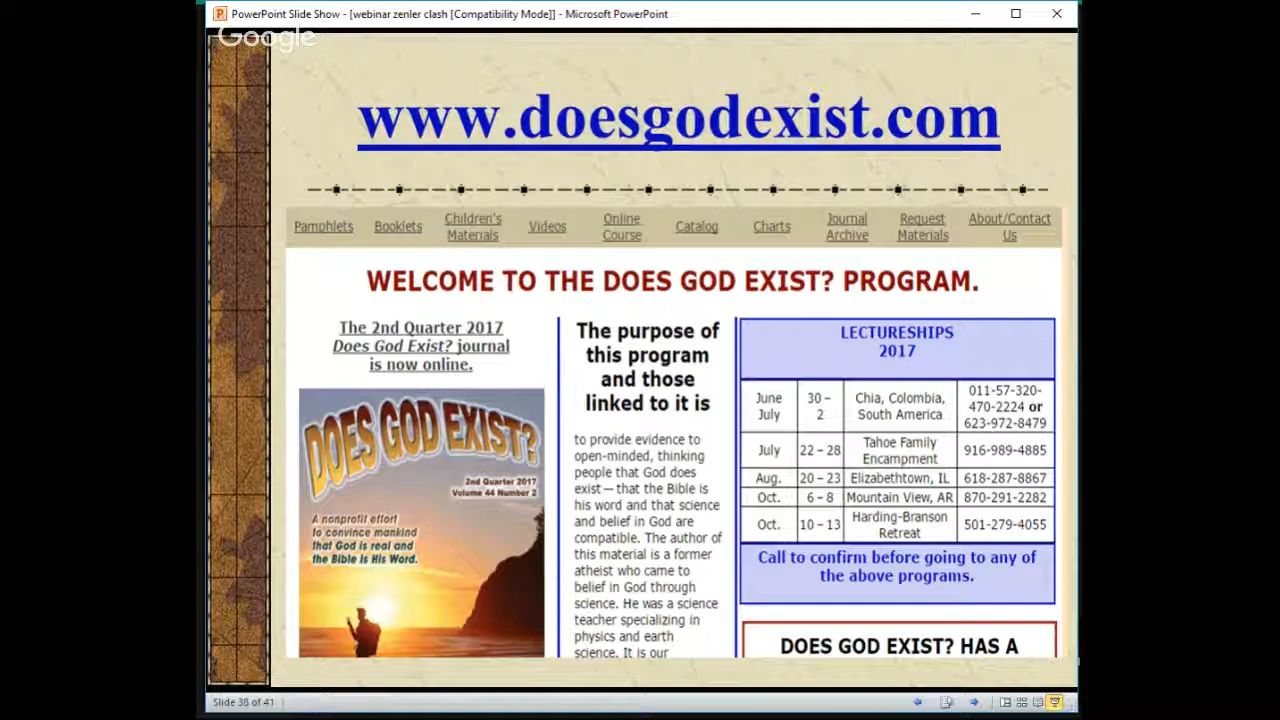 PowerPoint Slide Show - [webinar zenler clash [Compatibility Mode]] - Microsoft PowerPoint
Google
www.doesgodexist.com
Pamphlets Booklets Children's Materials Videos Online Course Catalog Charts Journal Archive Request Materials About/Contact Us
WELCOME TO THE DOES GOD EXIST? PROGRAM.
The 2nd Quarter 2017
Does God Exist? journal
is now online.
DOES GOD EXIST?
2nd Quarter 2017
Volume 44 Number 2
A nonprofit effort
to convince mankind
that God is real and
the Bible is His Word.
The purpose of
this program
and those
linked to it is
to provide evidence to
open-minded, thinking
people that God does
exist — that the Bible is
his word and that science
and belief in God are
compatible. The author of
this material is a former
atheist who came to
belief in God through
science. He was a science
teacher specializing in
physics and earth
science. It is our
LECTURESHIPS
2017
June July 30 – 2 Chia, Colombia, South America 011-57-320-470-2224 or 623-972-8479
July 22 – 28 Tahoe Family Encampment 916-989-4885
Aug. 20 – 23 Elizabethtown, IL 618-287-8867
Oct. 6 – 8 Mountain View, AR 870-291-2282
Oct. 10 – 13 Harding-Branson Retreat 501-279-4055
Call to confirm before going to any of
the above programs.
DOES GOD EXIST? HAS A
Slide 38 of 41